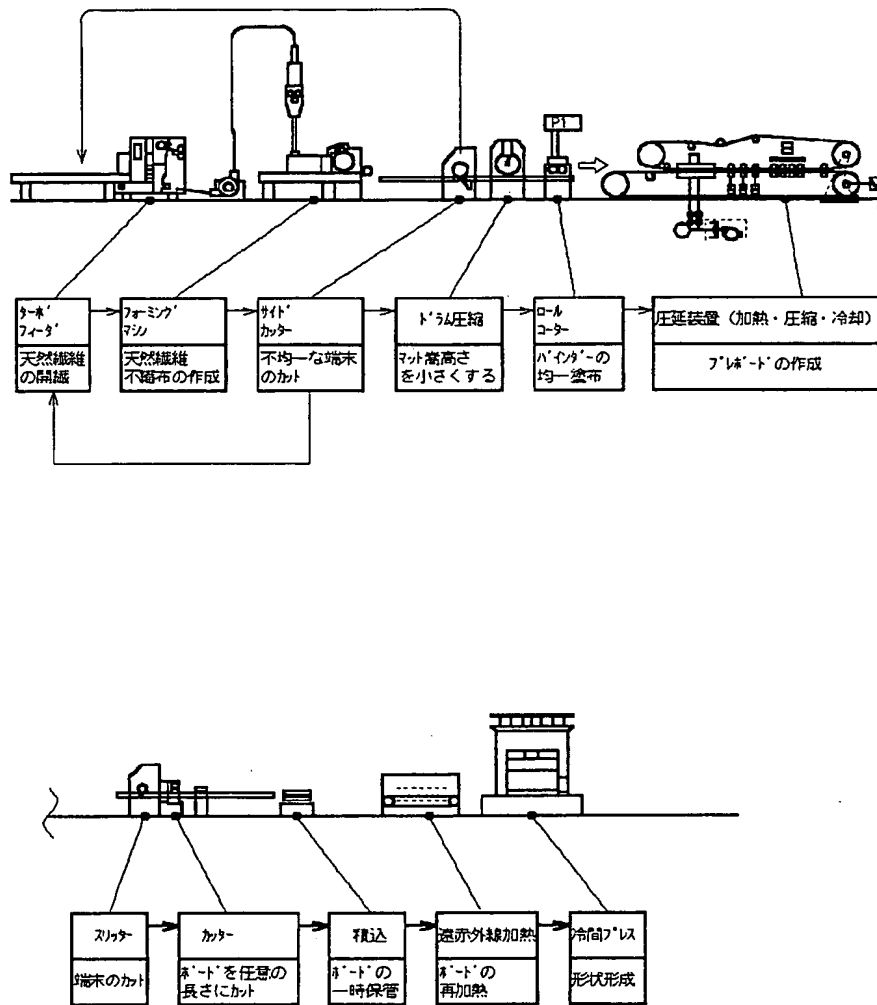 P1
ﾀｰﾎﾞ
ﾌｨｰﾀﾞ
天然繊維
の開繊
ﾌｫｰﾐﾝｸﾞ
ﾏｼﾝ
天然繊維
不織布の作成
ｻｲﾄﾞ
ｶｯﾀｰ
不均一な端末
のｶｯﾄ
ﾄﾞﾗﾑ圧縮
ﾏｯﾄ嵩高さ
を小さくする
ﾛｰﾙ
ｺｰﾀｰ
ﾊﾞｲﾝﾀﾞｰの
均一塗布
圧延装置（加熱・圧縮・冷却）
ﾌﾟﾚﾎﾞｰﾄﾞの作成
ｽﾘｯﾀｰ
端末のｶｯﾄ
ｶｯﾀｰ
ﾎﾞｰﾄﾞを任意の
長さにｶｯﾄ
積込
ﾎﾞｰﾄﾞの
一時保管
遠赤外線加熱
ﾎﾞｰﾄﾞの
再加熱
冷間ﾌﾟﾚｽ
形状形成